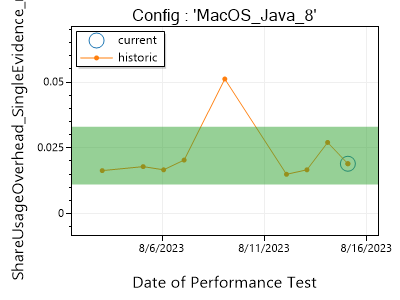 Config : 'MacOS_Java_8'
current
historic
0.05
0.025
0
8/6/2023
8/11/2023
8/16/2023
Date of Performance Test
ShareUsageOverhead_SingleEvidence_